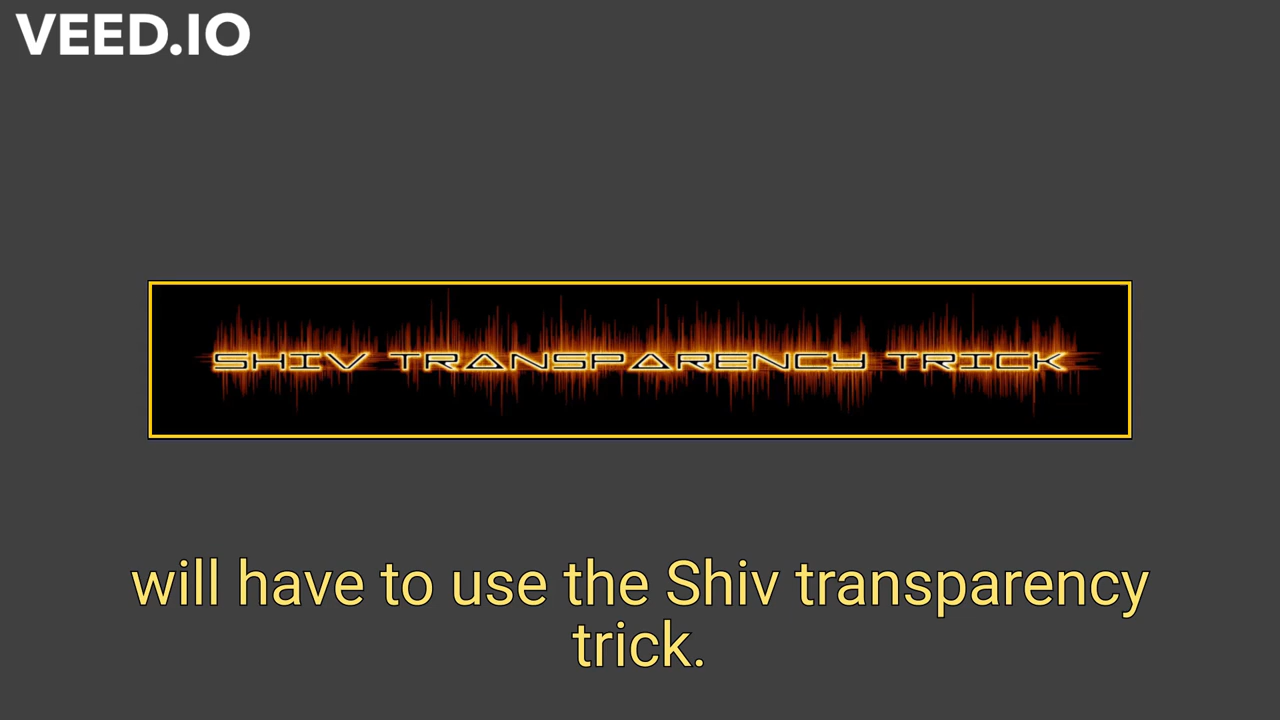 VEED.IO
SHIV TRANSPARENCY TRICK
will have to use the Shiv transparency
trick.